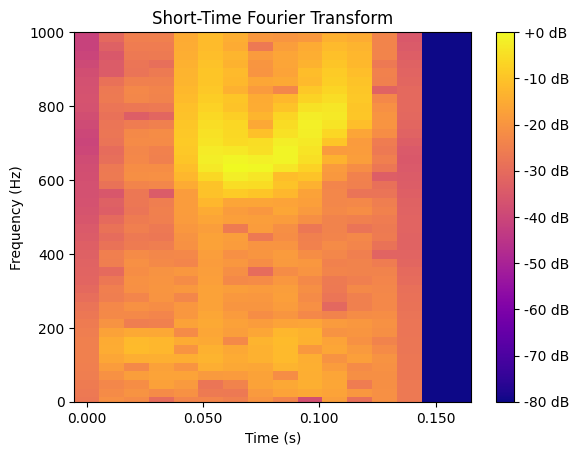 Short-Time Fourier Transform
1000
800
600
400
200
0
Frequency (Hz)
0.000
0.050
0.100
0.150
Time (s)
+0 dB
-10 dB
-20 dB
-30 dB
-40 dB
-50 dB
-60 dB
-70 dB
-80 dB